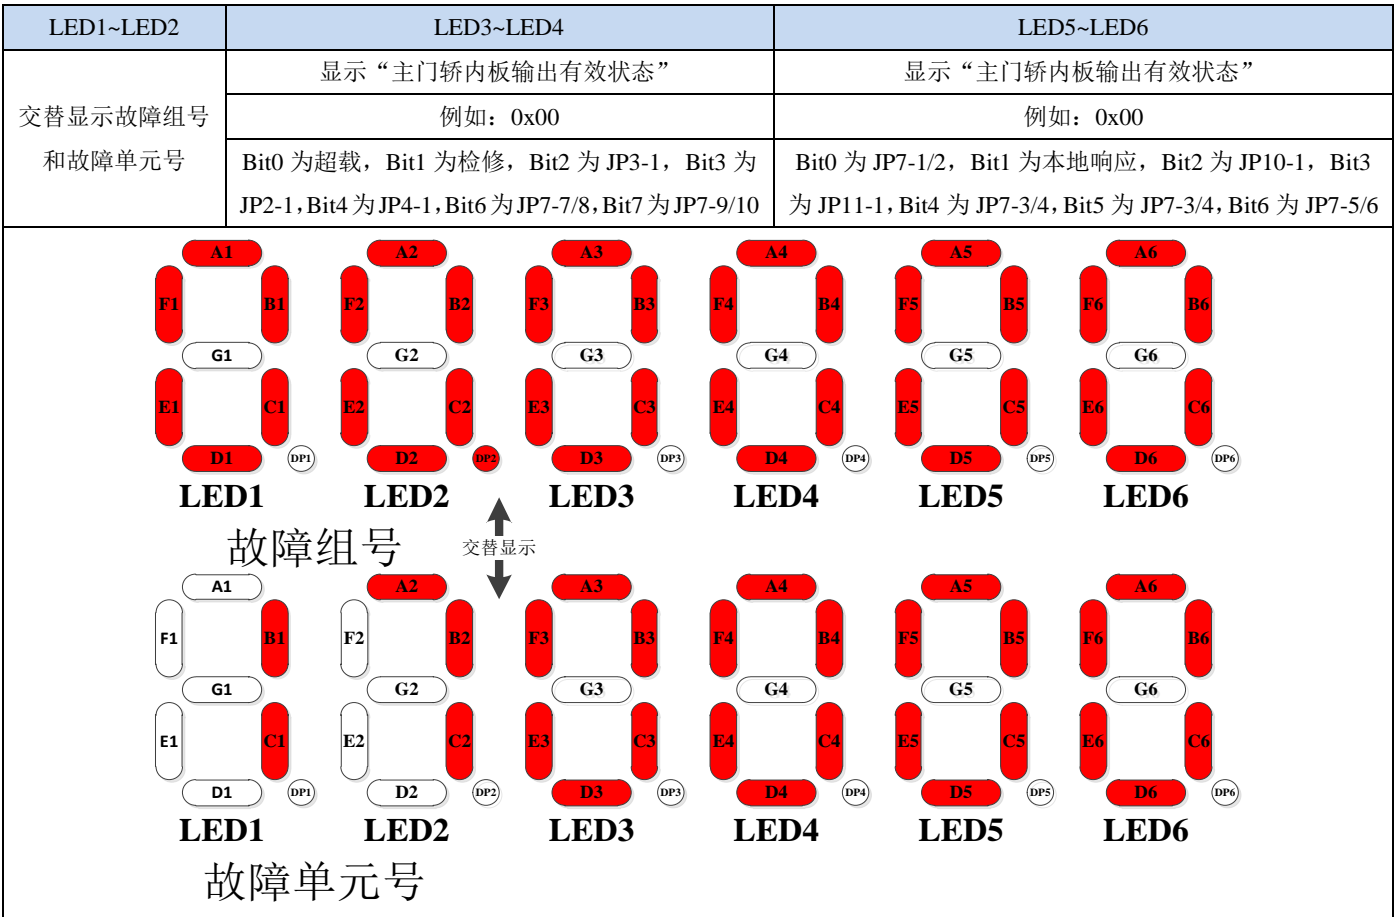 LED1~LED2 LED3~LED4 LED5~LED6
交替显示故障组号
和故障单元号
显示“主门轿内板输出有效状态”
例如：0x00
Bit0 为超载，Bit1 为检修，Bit2 为 JP3-1，Bit3 为
JP2-1，Bit4 为 JP4-1，Bit6 为 JP7-7/8，Bit7 为 JP7-9/10
显示“主门轿内板输出有效状态”
例如：0x00
Bit0 为 JP7-1/2，Bit1 为本地响应，Bit2 为 JP10-1，Bit3
为 JP11-1，Bit4 为 JP7-3/4，Bit5 为 JP7-3/4，Bit6 为 JP7-5/6
A1 A2 A3 A4 A5 A6
F1 B1 F2 B2 F3 B3 F4 B4 F5 B5 F6 B6
G1 G2 G3 G4 G5 G6
E1 C1 E2 C2 E3 C3 E4 C4 E5 C5 E6 C6
D1 DP1 D2 DP2 D3 DP3 D4 DP4 D5 DP5 D6 DP6
LED1 LED2 LED3 LED4 LED5 LED6
故障组号
交替显示
A1 A2 A3 A4 A5 A6
F1 B1 F2 B2 F3 B3 F4 B4 F5 B5 F6 B6
G1 G2 G3 G4 G5 G6
E1 C1 E2 C2 E3 C3 E4 C4 E5 C5 E6 C6
D1 DP1 D2 DP2 D3 DP3 D4 DP4 D5 DP5 D6 DP6
LED1 LED2 LED3 LED4 LED5 LED6
故障单元号